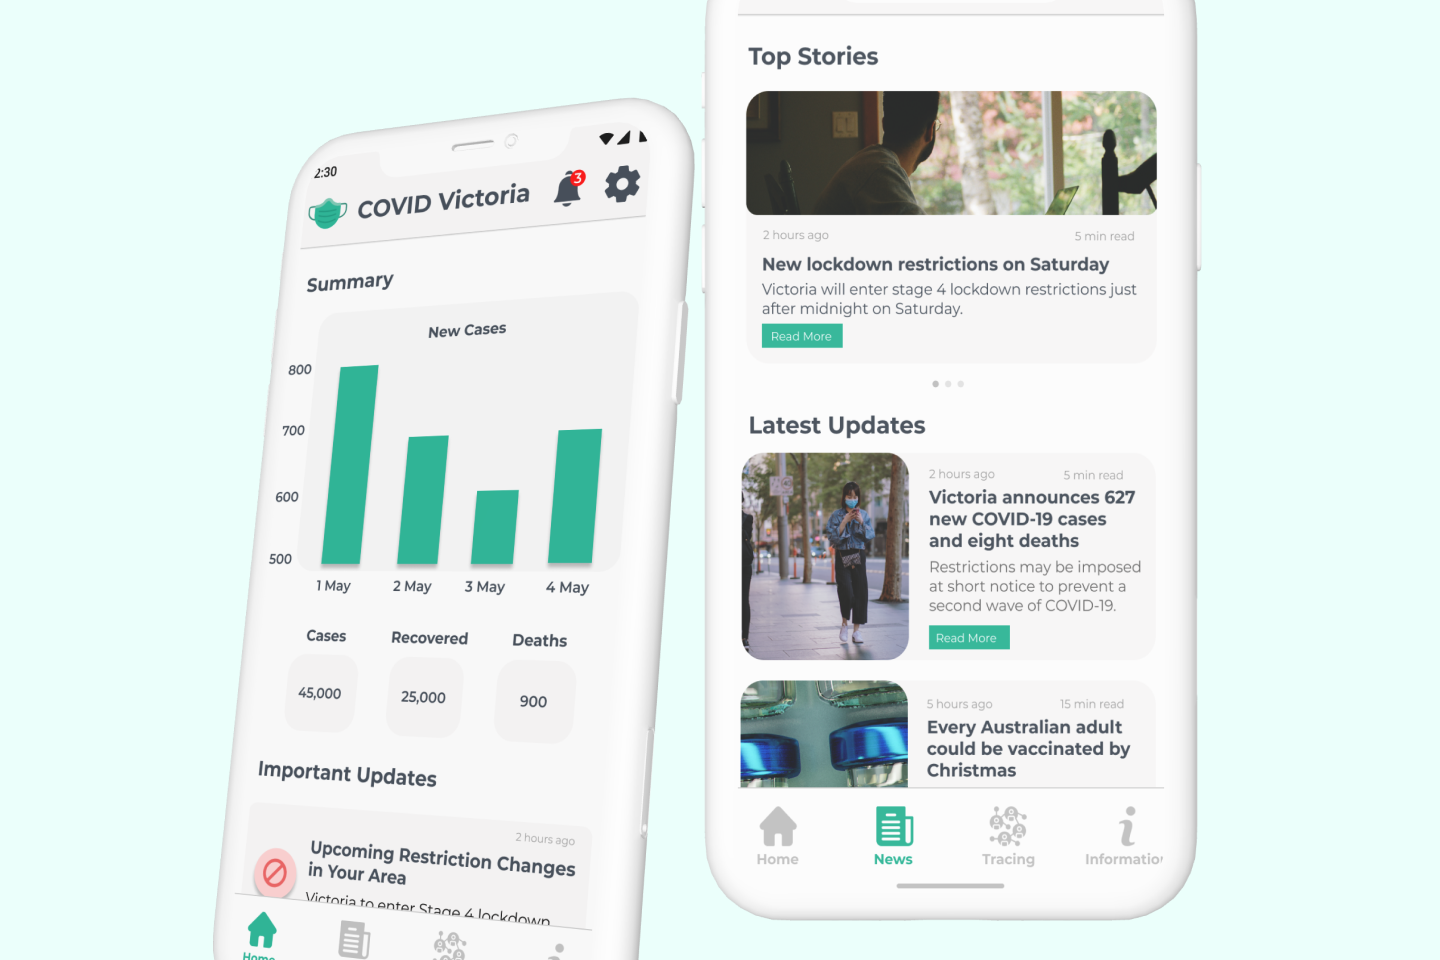 2:30
COVID Victoria
3
Summary
New Cases
800
700
600
500
1 May
2 May
3 May
4 May
Cases
Recovered
Deaths
45,000
25,000
900
Important Updates
2 hours ago
Upcoming Restriction Changes
in Your Area
Victoria to enter Stage 4 lockdown
Home
Top Stories
2 hours ago
5 min read
New lockdown restrictions on Saturday
Victoria will enter stage 4 lockdown restrictions just
after midnight on Saturday.
Read More
Latest Updates
2 hours ago
5 min read
Victoria announces 627
new COVID-19 cases
and eight deaths
Restrictions may be imposed
at short notice to prevent a
second wave of COVID-19.
Read More
5 hours ago
15 min read
Every Australian adult
could be vaccinated by
Christmas
Home
News
Tracing
Informatio